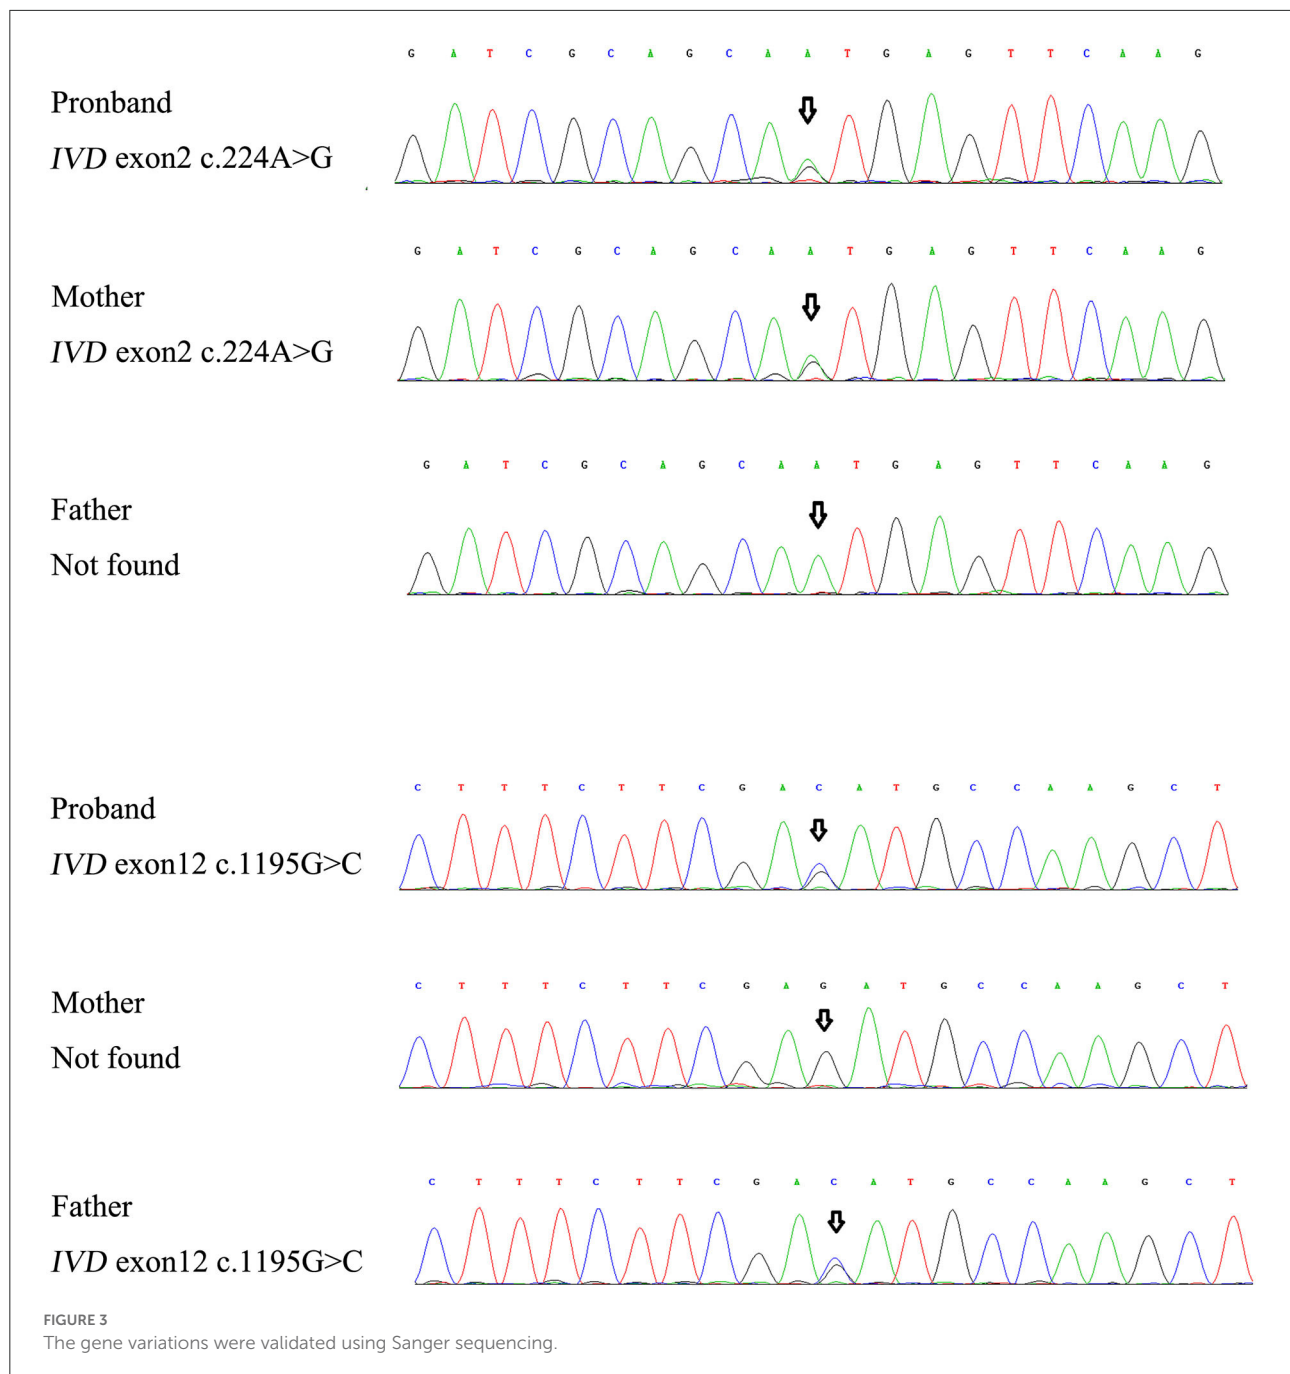 G A T C G C A G C A A T G A G T T C A A G
Pronband
IVD exon2 c.224A>G
G A T C G C A G C A A T G A G T T C A A G
Mother
IVD exon2 c.224A>G
G A T C G C A G C A A T G A G T T C A A G
Father
Not found
C T T T C T T C G A C A T G C C A A G C T
Proband
IVD exon12 c.1195G>C
C T T T C T T C G A G A T G C C A A G C T
Mother
Not found
C T T T C T T C G A C A T G C C A A G C T
Father
IVD exon12 c.1195G>C
FIGURE 3
The gene variations were validated using Sanger sequencing.